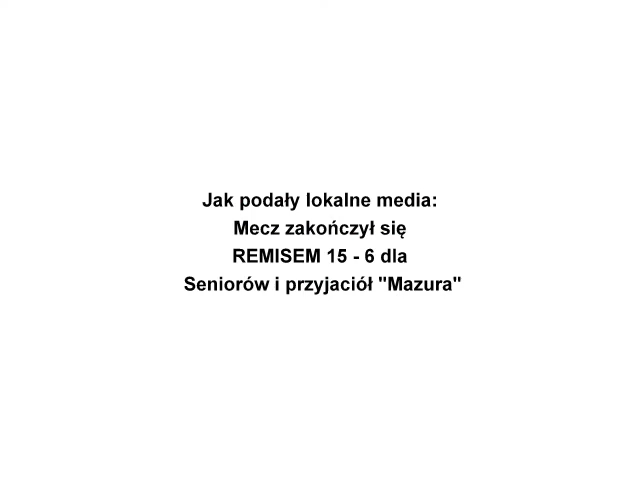 Jak podały lokalne media:
Mecz zakończył się
REMISEM 15 - 6 dla
Seniorów i przyjaciół "Mazura"